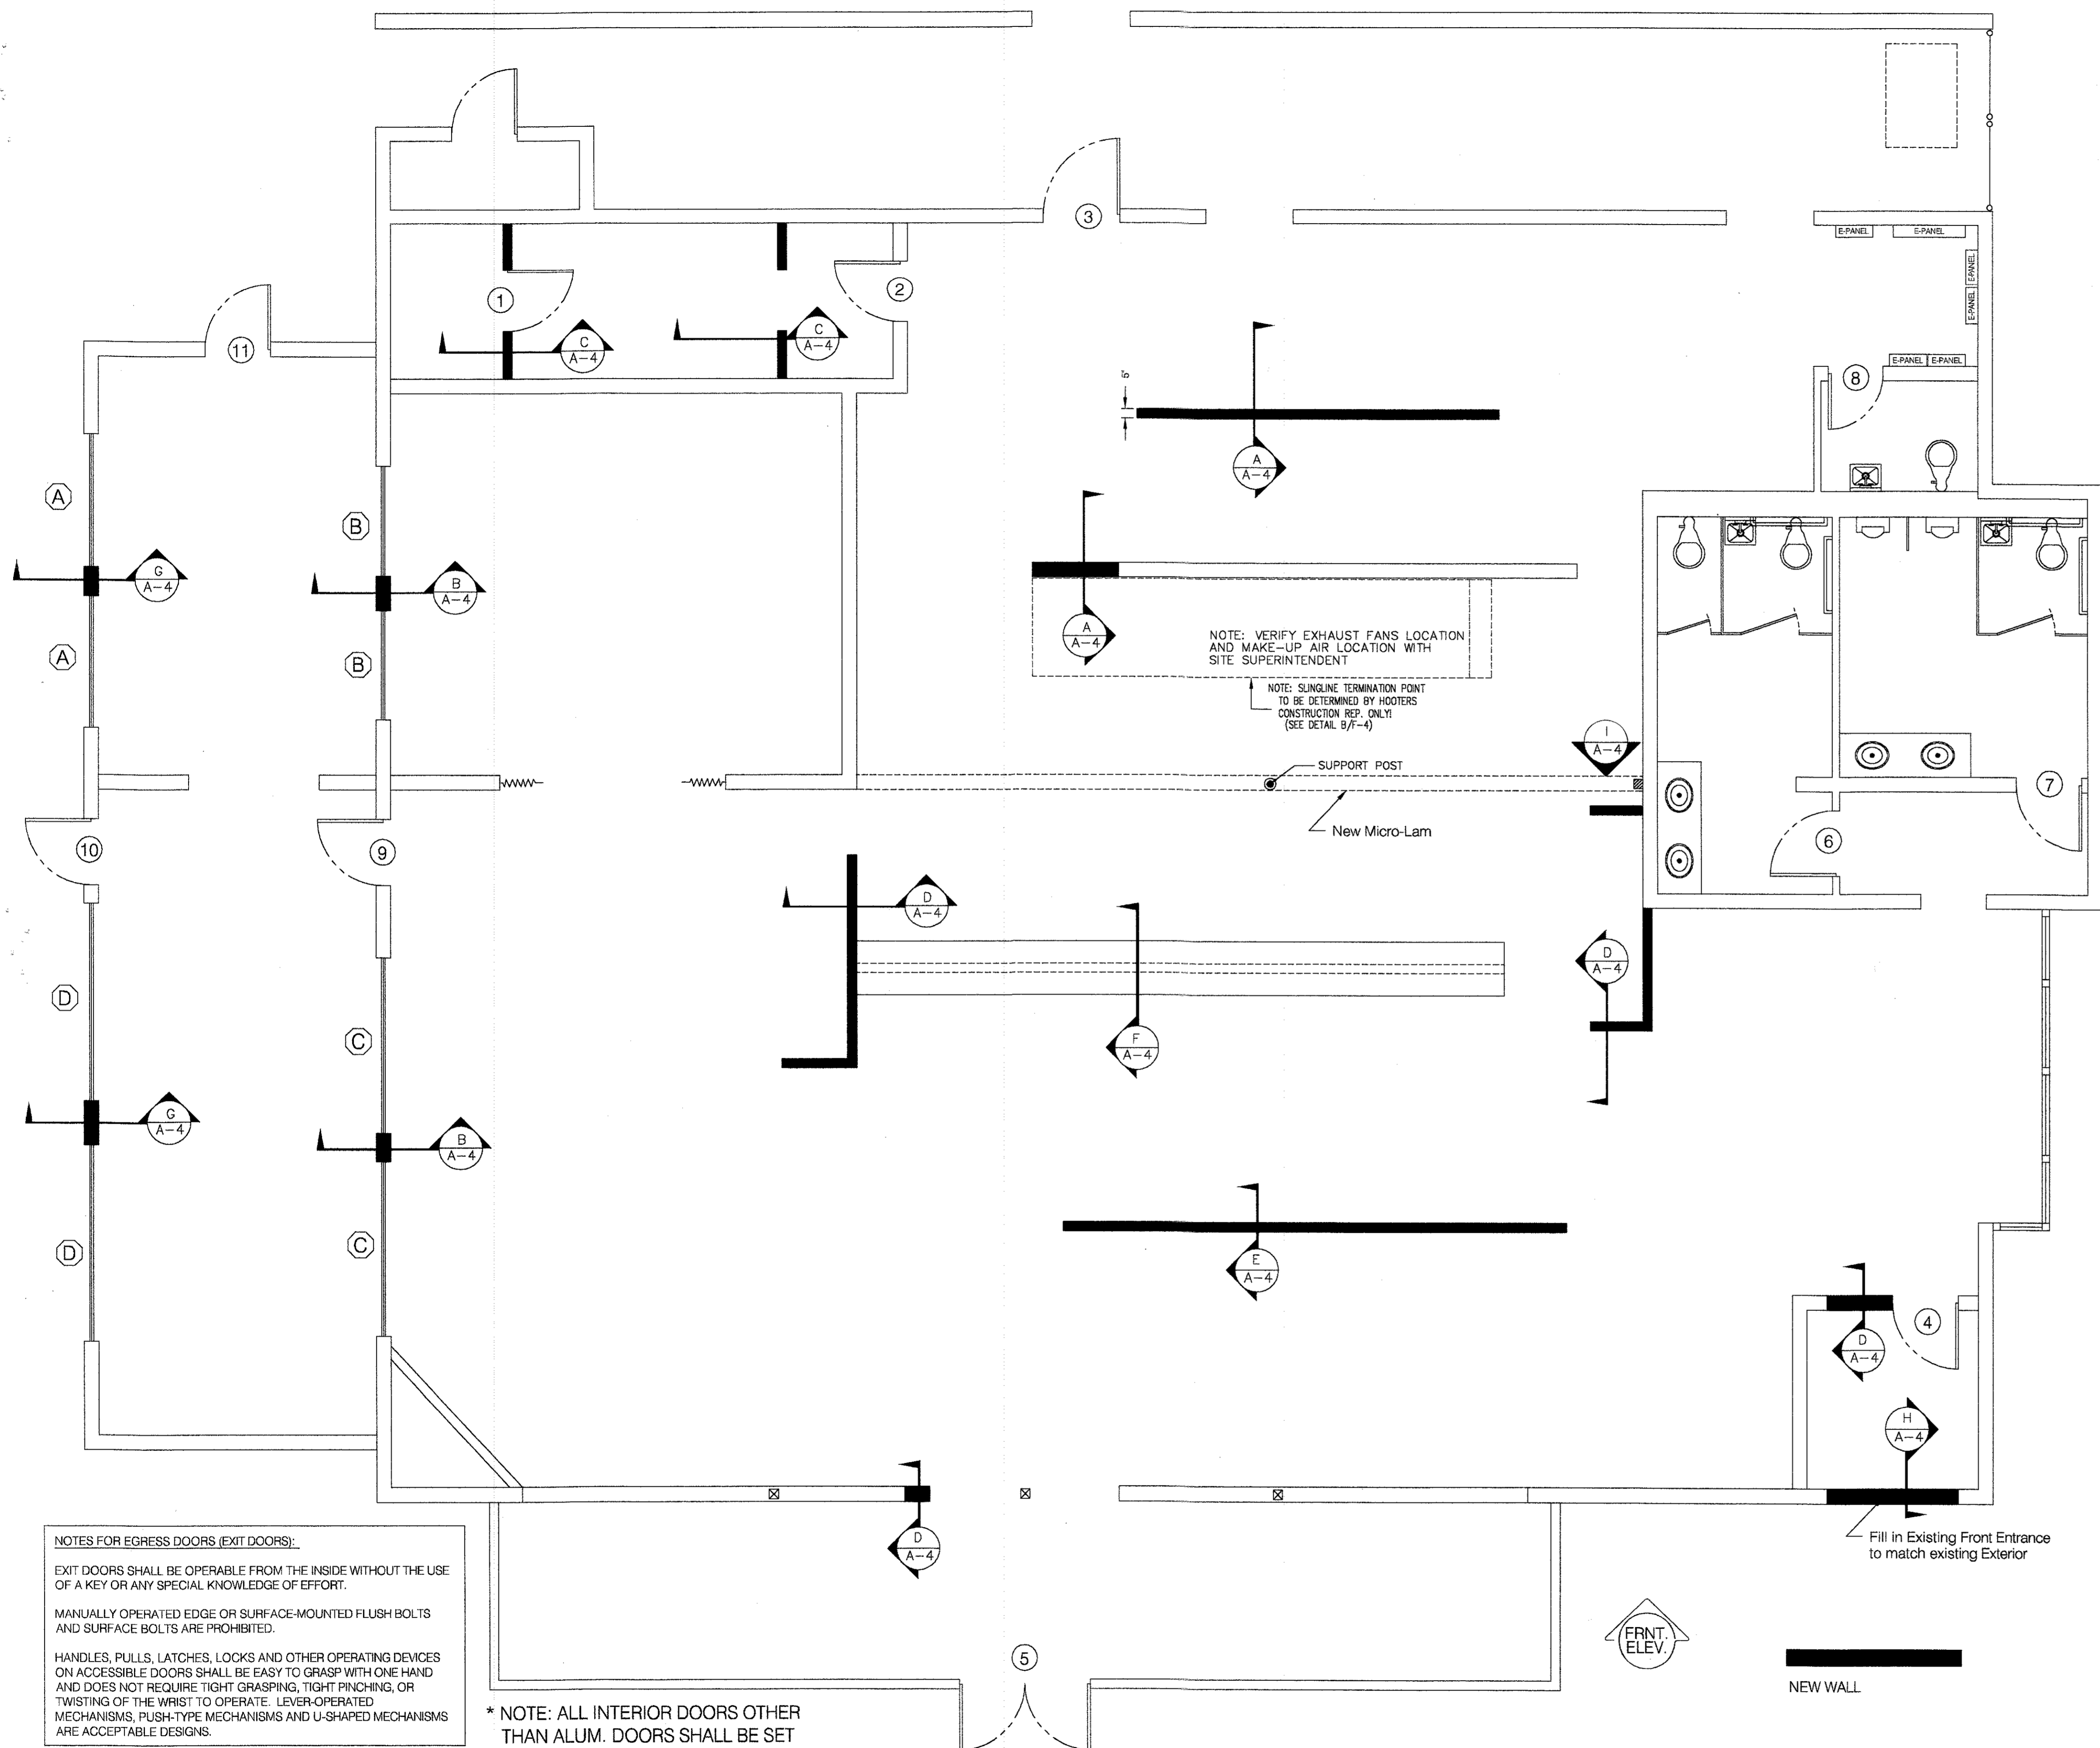 3
E-PANEL
E-PANEL
E-PANEL
E-PANEL
E-PANEL
E-PANEL
1
2
11
C
A-4
C
A-4
8
5"
A
A-4
A
B
G
A-4
B
A-4
A
A-4
NOTE: VERIFY EXHAUST FANS LOCATION
AND MAKE-UP AIR LOCATION WITH
SITE SUPERINTENDENT
A
B
NOTE: SLINGLINE TERMINATION POINT
TO BE DETERMINED BY HOOTERS
CONSTRUCTION REP. ONLY!
(SEE DETAIL B/F-4)
I
A-4
SUPPORT POST
7
New Micro-Lam
6
10
9
D
A-4
D
A-4
D
C
F
A-4
G
A-4
B
A-4
D
C
E
A-4
4
D
A-4
H
A-4
D
A-4
Fill in Existing Front Entrance
to match existing Exterior
NOTES FOR EGRESS DOORS (EXIT DOORS):
EXIT DOORS SHALL BE OPERABLE FROM THE INSIDE WITHOUT THE USE
OF A KEY OR ANY SPECIAL KNOWLEDGE OF EFFORT.
MANUALLY OPERATED EDGE OR SURFACE-MOUNTED FLUSH BOLTS
AND SURFACE BOLTS ARE PROHIBITED.
HANDLES, PULLS, LATCHES, LOCKS AND OTHER OPERATING DEVICES
ON ACCESSIBLE DOORS SHALL BE EASY TO GRASP WITH ONE HAND
AND DOES NOT REQUIRE TIGHT GRASPING, TIGHT PINCHING, OR
TWISTING OF THE WRIST TO OPERATE. LEVER-OPERATED
MECHANISMS, PUSH-TYPE MECHANISMS AND U-SHAPED MECHANISMS
ARE ACCEPTABLE DESIGNS.
5
FRNT.
ELEV.
NEW WALL
* NOTE: ALL INTERIOR DOORS OTHER
THAN ALUM. DOORS SHALL BE SET